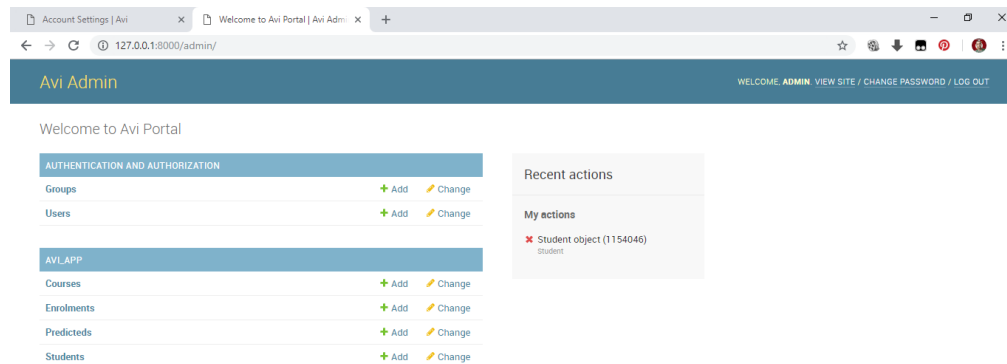 Account Settings | Avi
Welcome to Avi Portal | Avi Admi
127.0.0.1:8000/admin/
Avi Admin
WELCOME, ADMIN. VIEW SITE / CHANGE PASSWORD / LOG OUT
Welcome to Avi Portal
AUTHENTICATION AND AUTHORIZATION
Groups + Add Change
Users + Add Change
AVI_APP
Courses + Add Change
Enrolments + Add Change
Predicteds + Add Change
Students + Add Change
Recent actions
My actions
Student object (1154046)
Student